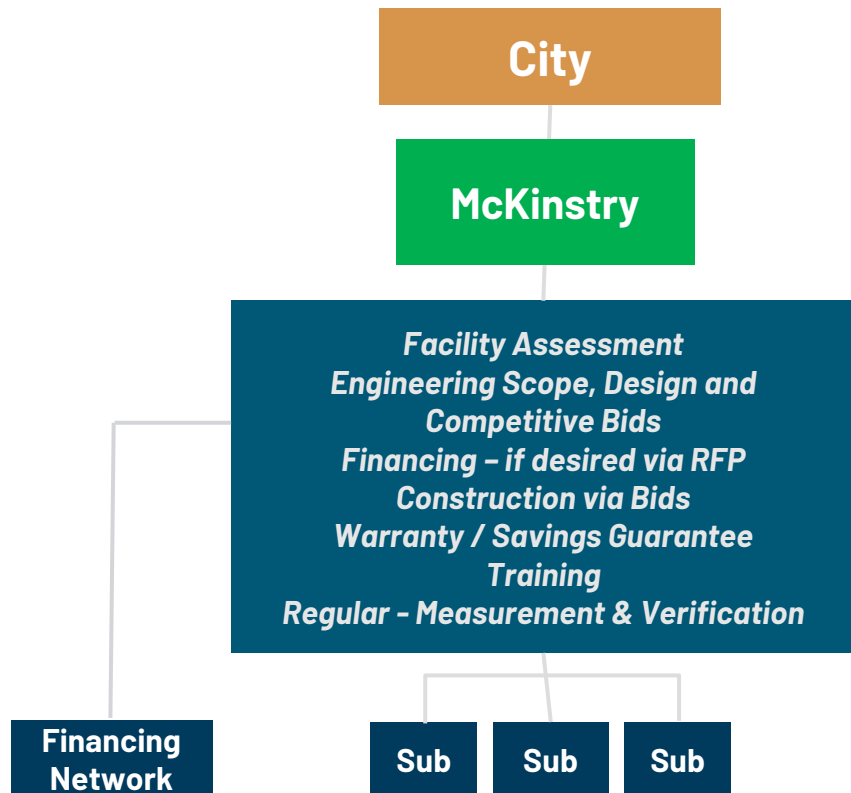 City
McKinstry
Facility Assessment
Engineering Scope, Design and
Competitive Bids
Financing – if desired via RFP
Construction via Bids
Warranty / Savings Guarantee
Training
Regular - Measurement & Verification
Financing
Network
Sub
Sub
Sub